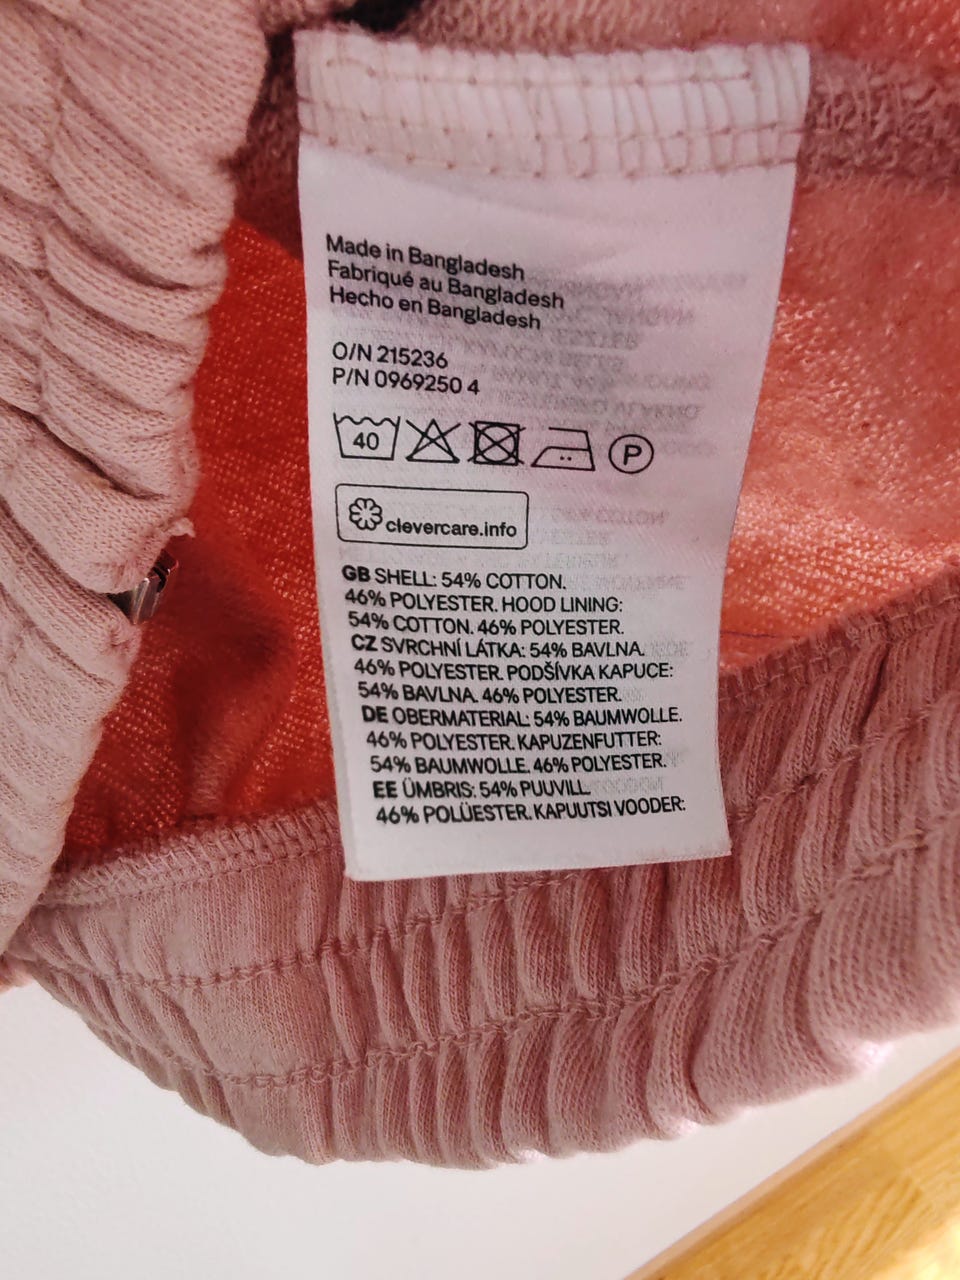 Made in Bangladesh
Fabriqué au Bangladesh
Hecho en Bangladesh
O/N 215236
P/N 0969250 4
40 P
clevercare.info
GB SHELL: 54% COTTON.
46% POLYESTER. HOOD LINING:
54% COTTON. 46% POLYESTER.
CZ SVRCHNÍ LÁTKA: 54% BAVLNA.
46% POLYESTER. PODŠÍVKA KAPUCE:
54% BAVLNA. 46% POLYESTER.
DE OBERMATERIAL: 54% BAUMWOLLE.
46% POLYESTER. KAPUZENFUTTER:
54% BAUMWOLLE. 46% POLYESTER.
EE ÜMBRIS: 54% PUUVILL.
46% POLÜESTER. KAPUUTSI VOODER: